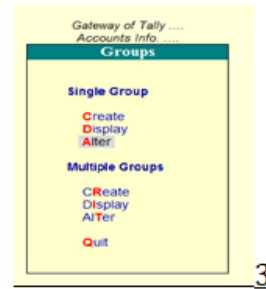 Gateway of Tally ....
Accounts Info. ....
Groups
Single Group
Create
Display
Alter
Multiple Groups
CReate
DIsplay
AlTer
Quit
3